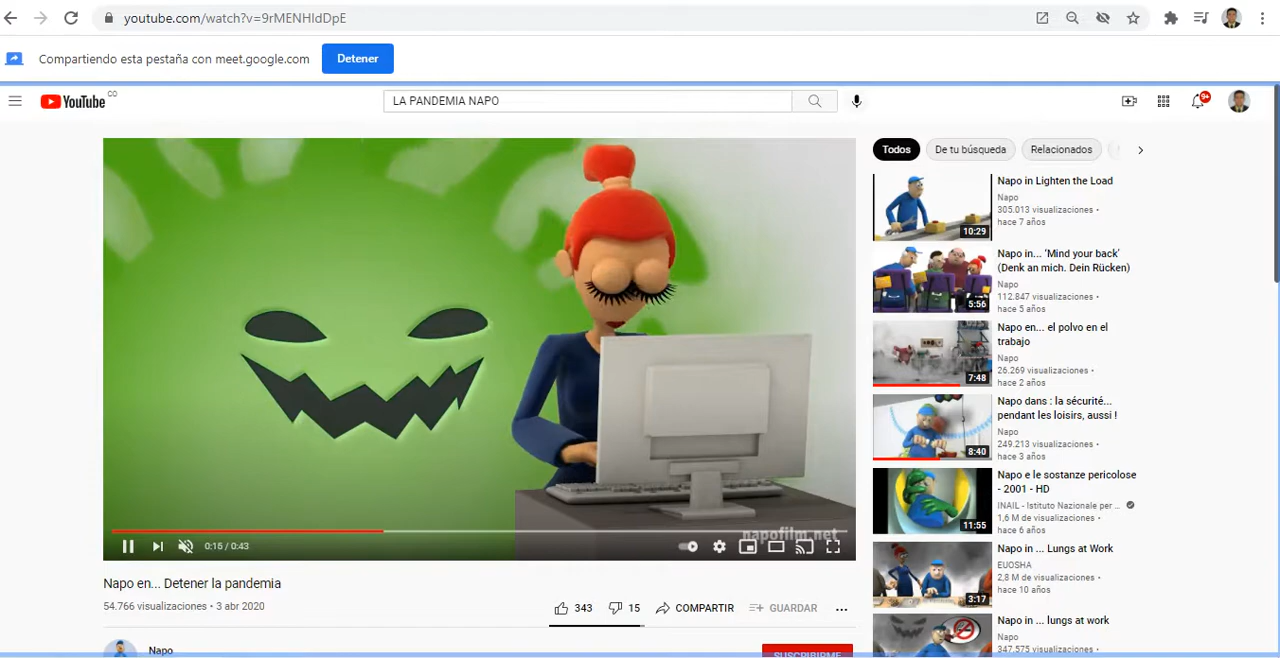 youtube.com/watch?v=9rMENHIdDpE
Compartiendo esta pestaña con meet.google.com
Detener
YouTube CO
LA PANDEMIA NAPO
9+
Todos
De tu búsqueda
Relacionados
Napo in Lighten the Load
Napo
305.013 visualizaciones •
hace 7 años
10:29
Napo in... 'Mind your back'
(Denk an mich. Dein Rücken)
Napo
112.847 visualizaciones •
hace 5 años
5:56
Napo en... el polvo en el
trabajo
Napo
26.269 visualizaciones •
hace 2 años
7:48
Napo dans : la sécurité...
pendant les loisirs, aussi !
Napo
249.213 visualizaciones •
hace 3 años
8:40
Napo e le sostanze pericolose
- 2001 - HD
INAIL - Istituto Nazionale per ...
1,6 M de visualizaciones •
hace 6 años
11:55
Napo in ... Lungs at Work
EUOSHA
2,8 M de visualizaciones •
hace 10 años
3:17
Napo in ... lungs at work
Napo
347.575 visualizaciones •
napofilm.net
0:15 / 0:43
Napo en... Detener la pandemia
54.766 visualizaciones • 3 abr 2020
343
15
COMPARTIR
GUARDAR
Napo
SUSCRIBIRME